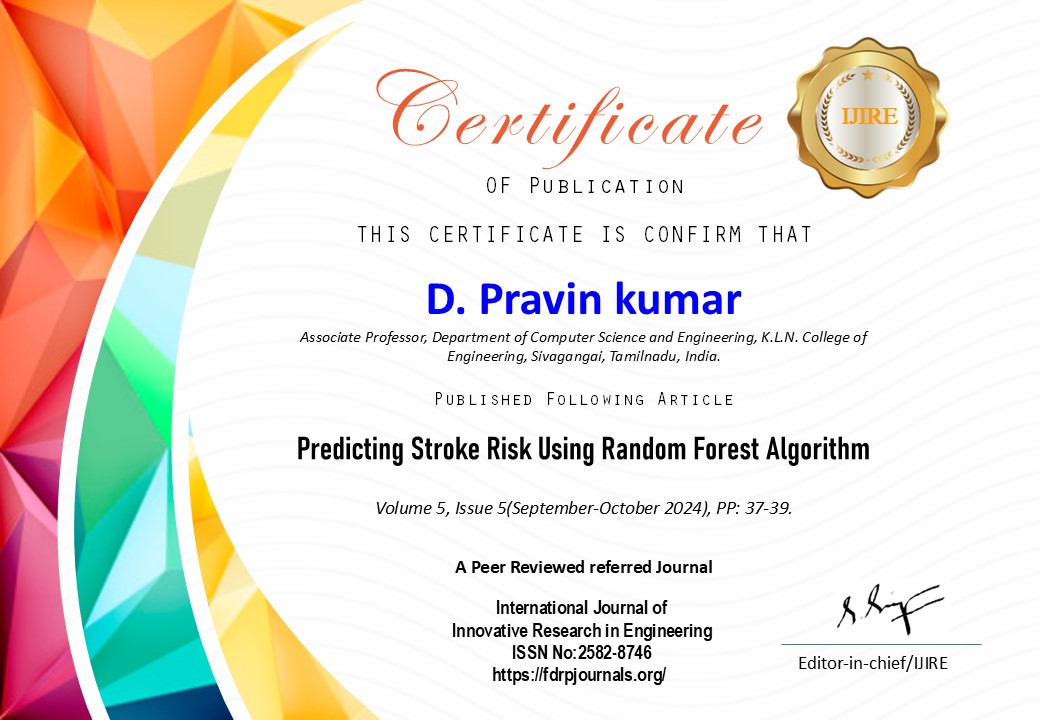 Certificate
IJIRE
OF PUBLICATION
THIS CERTIFICATE IS CONFIRM THAT
D. Pravin kumar
Associate Professor, Department of Computer Science and Engineering, K.L.N. College of
Engineering, Sivagangai, Tamilnadu, India.
PUBLISHED FOLLOWING ARTICLE
Predicting Stroke Risk Using Random Forest Algorithm
Volume 5, Issue 5(September-October 2024), PP: 37-39.
A Peer Reviewed referred Journal
International Journal of
Innovative Research in Engineering
ISSN No:2582-8746
https://fdrpjournals.org/
Editor-in-chief/IJIRE